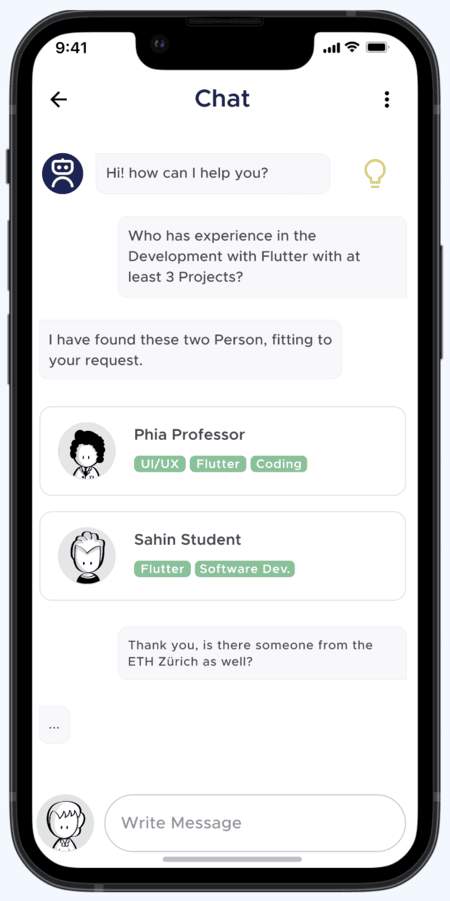 9:41
Chat
Hi! how can I help you?
Who has experience in the
Development with Flutter with at
least 3 Projects?
I have found these two Person, fitting to
your request.
Phia Professor
UI/UX Flutter Coding
Sahin Student
Flutter Software Dev.
Thank you, is there someone from the
ETH Zürich as well?
...
Write Message